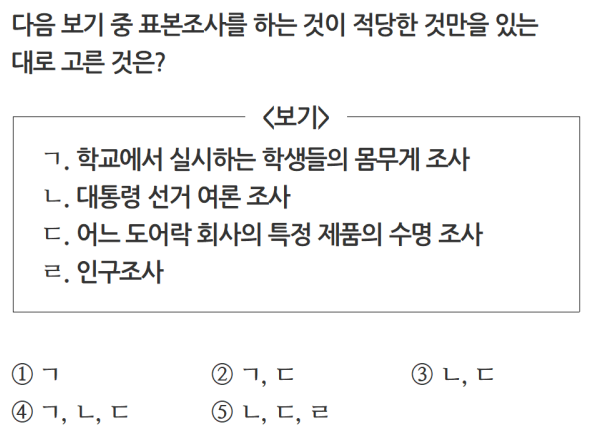 다음 보기 중 표본조사를 하는 것이 적당한 것만을 있는
대로 고른 것은?
<보기>
ㄱ. 학교에서 실시하는 학생들의 몸무게 조사
ㄴ. 대통령 선거 여론 조사
ㄷ. 어느 도어락 회사의 특정 제품의 수명 조사
ㄹ. 인구조사
① ㄱ ② ㄱ, ㄷ ③ ㄴ, ㄷ
④ ㄱ, ㄴ, ㄷ ⑤ ㄴ, ㄷ, ㄹ